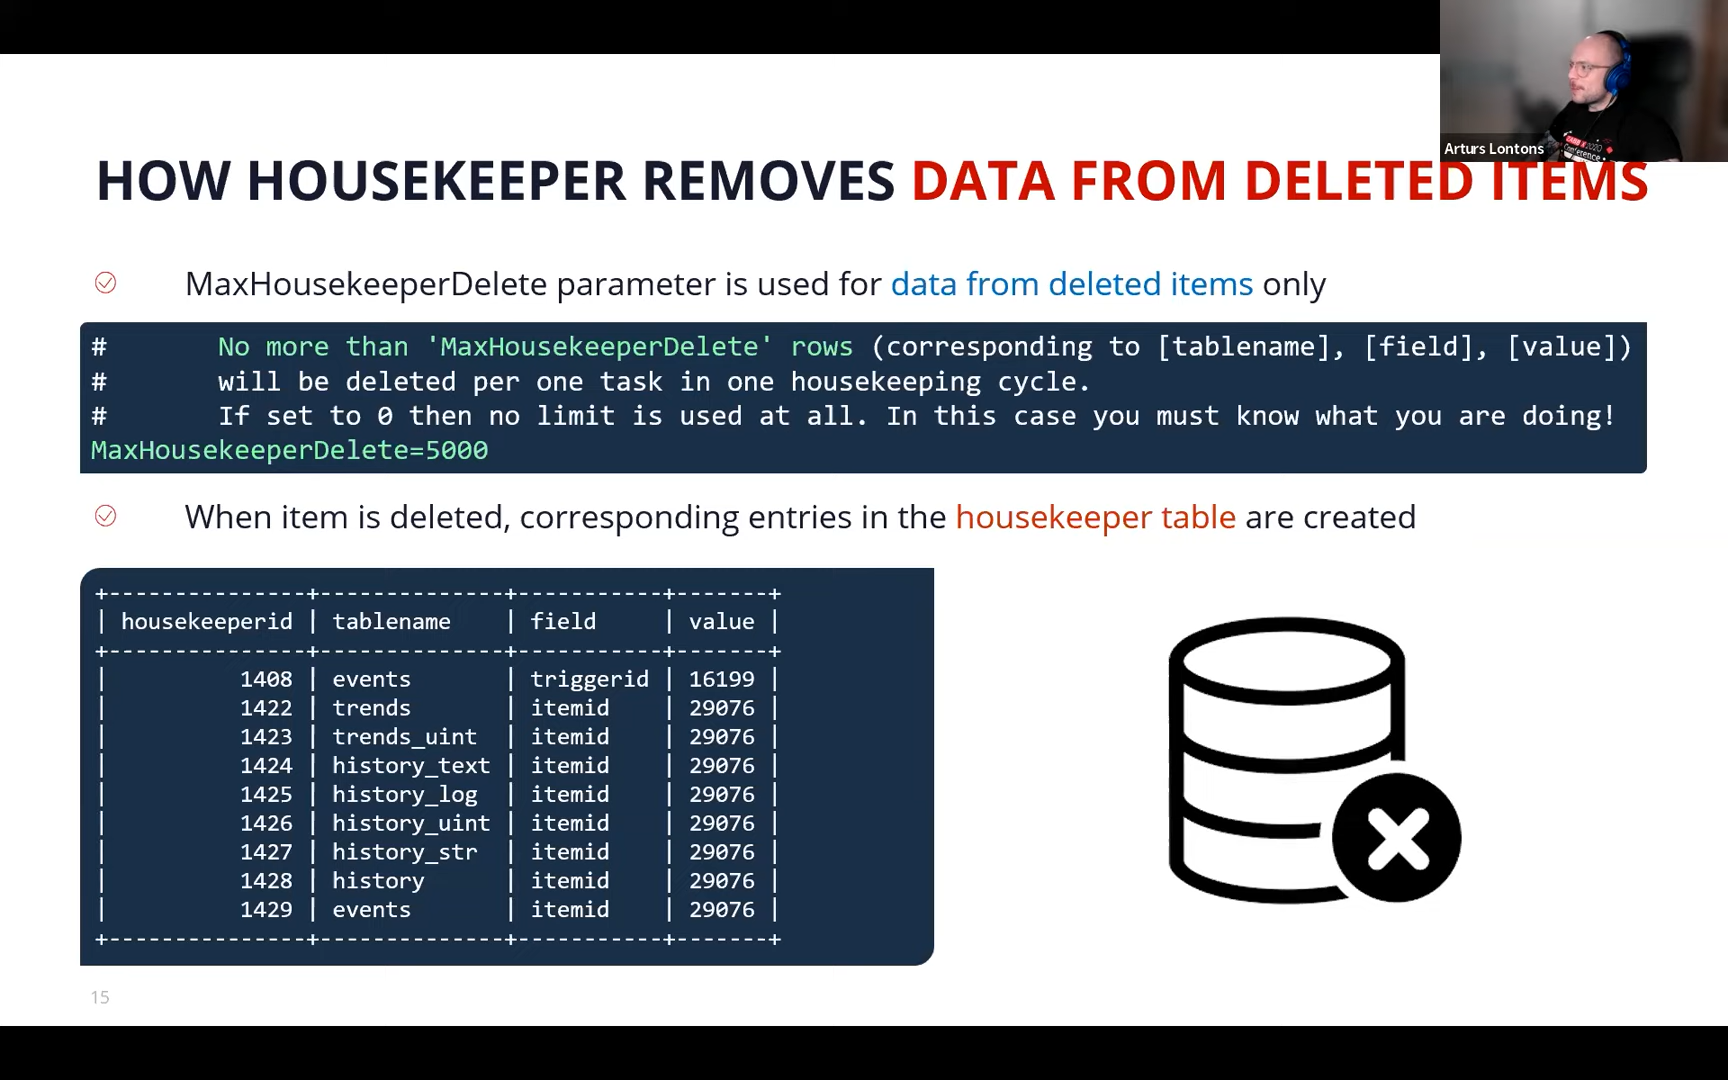 Arturs Lontons
HOW HOUSEKEEPER REMOVES DATA FROM DELETED ITEMS
MaxHousekeeperDelete parameter is used for data from deleted items only
# No more than 'MaxHousekeeperDelete' rows (corresponding to [tablename], [field], [value])
# will be deleted per one task in one housekeeping cycle.
# If set to 0 then no limit is used at all. In this case you must know what you are doing!
MaxHousekeeperDelete=5000
When item is deleted, corresponding entries in the housekeeper table are created
+---------------+--------------+-----------+-------+
| housekeeperid | tablename | field | value |
+---------------+--------------+-----------+-------+
| 1408 | events | triggerid | 16199 |
| 1422 | trends | itemid | 29076 |
| 1423 | trends_uint | itemid | 29076 |
| 1424 | history_text | itemid | 29076 |
| 1425 | history_log | itemid | 29076 |
| 1426 | history_uint | itemid | 29076 |
| 1427 | history_str | itemid | 29076 |
| 1428 | history | itemid | 29076 |
| 1429 | events | itemid | 29076 |
+---------------+--------------+-----------+-------+
15